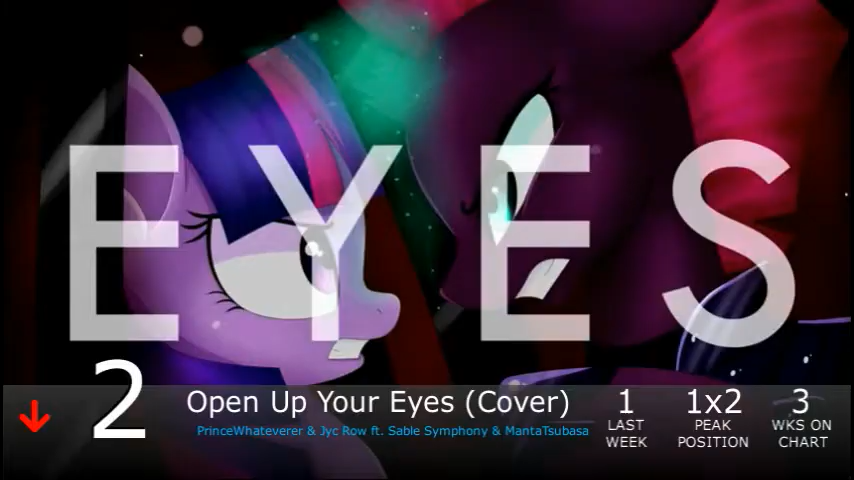 EYES
2
Open Up Your Eyes (Cover)
PrinceWhateverer & Jyc Row ft. Sable Symphony & MantaTsubasa
1
LAST
WEEK
1x2
PEAK
POSITION
3
WKS ON
CHART